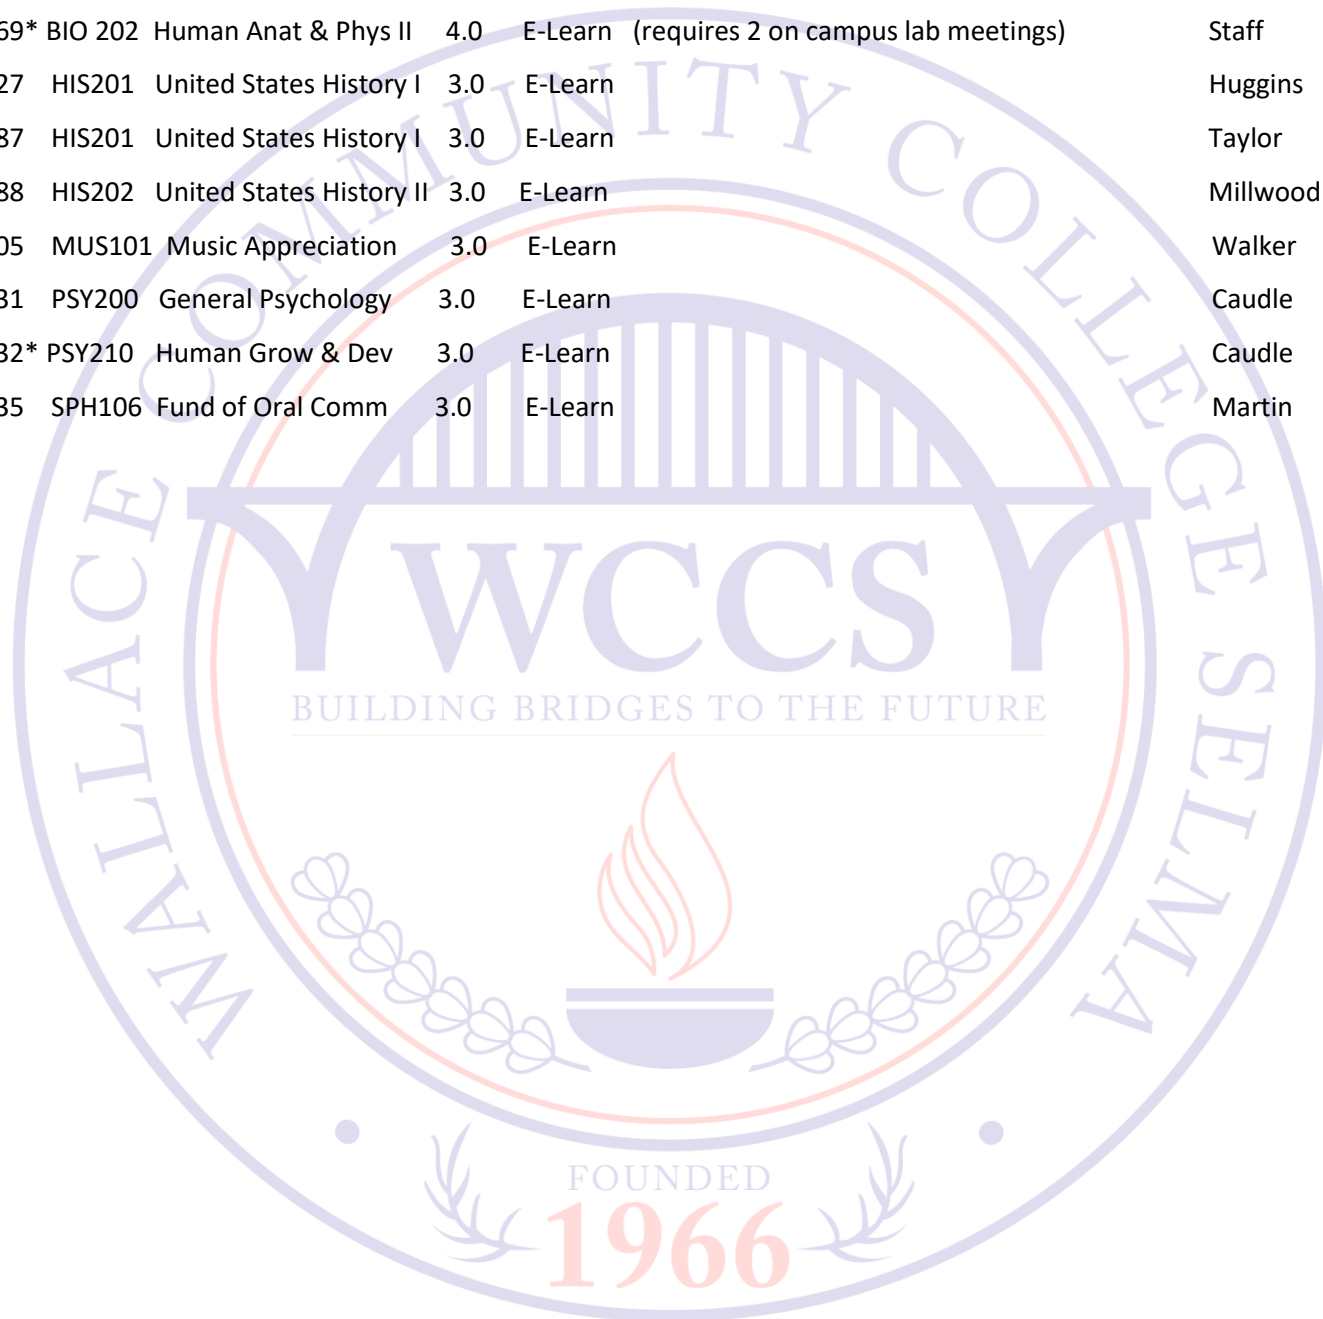 69* BIO 202 Human Anat & Phys II 4.0 E-Learn (requires 2 on campus lab meetings) Staff
27 HIS201 United States History I 3.0 E-Learn Huggins
87 HIS201 United States History I 3.0 E-Learn Taylor
88 HIS202 United States History II 3.0 E-Learn Millwood
05 MUS101 Music Appreciation 3.0 E-Learn Walker
31 PSY200 General Psychology 3.0 E-Learn Caudle
32* PSY210 Human Grow & Dev 3.0 E-Learn Caudle
35 SPH106 Fund of Oral Comm 3.0 E-Learn Martin
WALLACE COMMUNITY COLLEGE SELMA
WCCS
BUILDING BRIDGES TO THE FUTURE
FOUNDED
1966